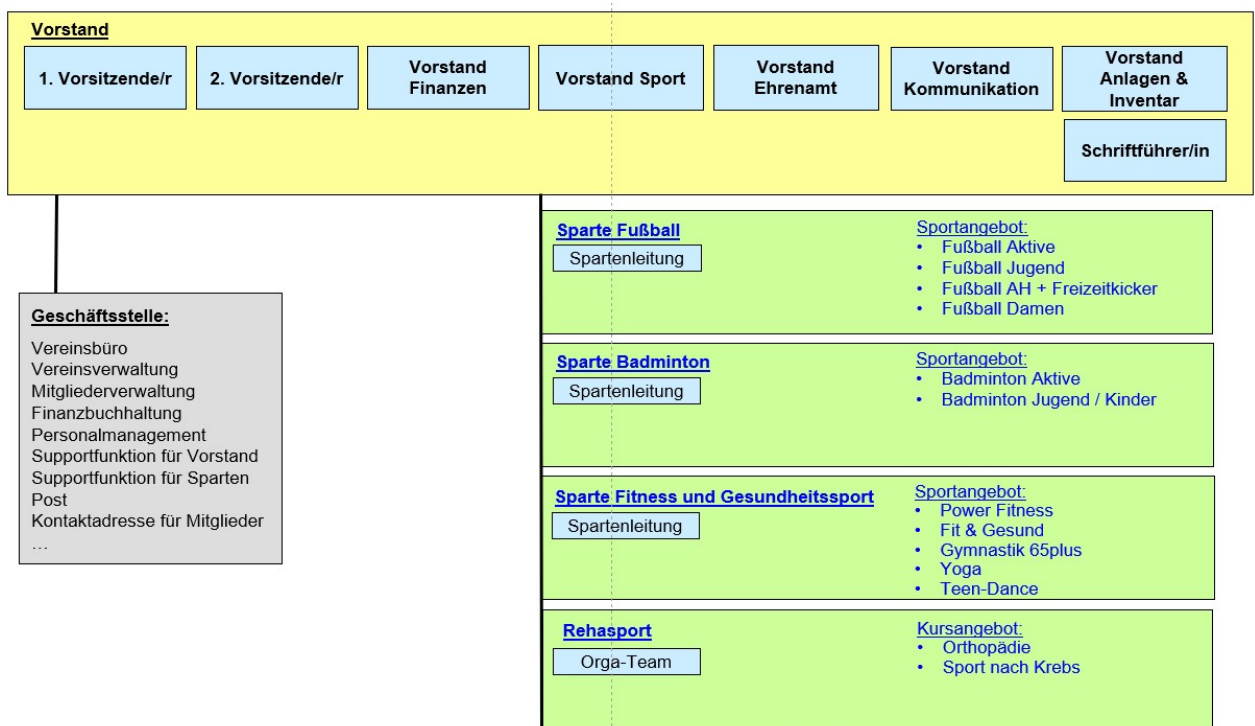 Vorstand
1. Vorsitzende/r
2. Vorsitzende/r
Vorstand
Finanzen
Vorstand Sport
Vorstand
Ehrenamt
Vorstand
Kommunikation
Vorstand
Anlagen &
Inventar
Schriftführer/in
Geschäftsstelle:
Vereinsbüro
Vereinsverwaltung
Mitgliederverwaltung
Finanzbuchhaltung
Personalmanagement
Supportfunktion für Vorstand
Supportfunktion für Sparten
Post
Kontaktadresse für Mitglieder
…
Sparte Fußball
Spartenleitung
Sportangebot:
• Fußball Aktive
• Fußball Jugend
• Fußball AH + Freizeitkicker
• Fußball Damen
Sparte Badminton
Spartenleitung
Sportangebot:
• Badminton Aktive
• Badminton Jugend / Kinder
Sparte Fitness und Gesundheitssport
Spartenleitung
Sportangebot:
• Power Fitness
• Fit & Gesund
• Gymnastik 65plus
• Yoga
• Teen-Dance
Rehasport
Orga-Team
Kursangebot:
• Orthopädie
• Sport nach Krebs